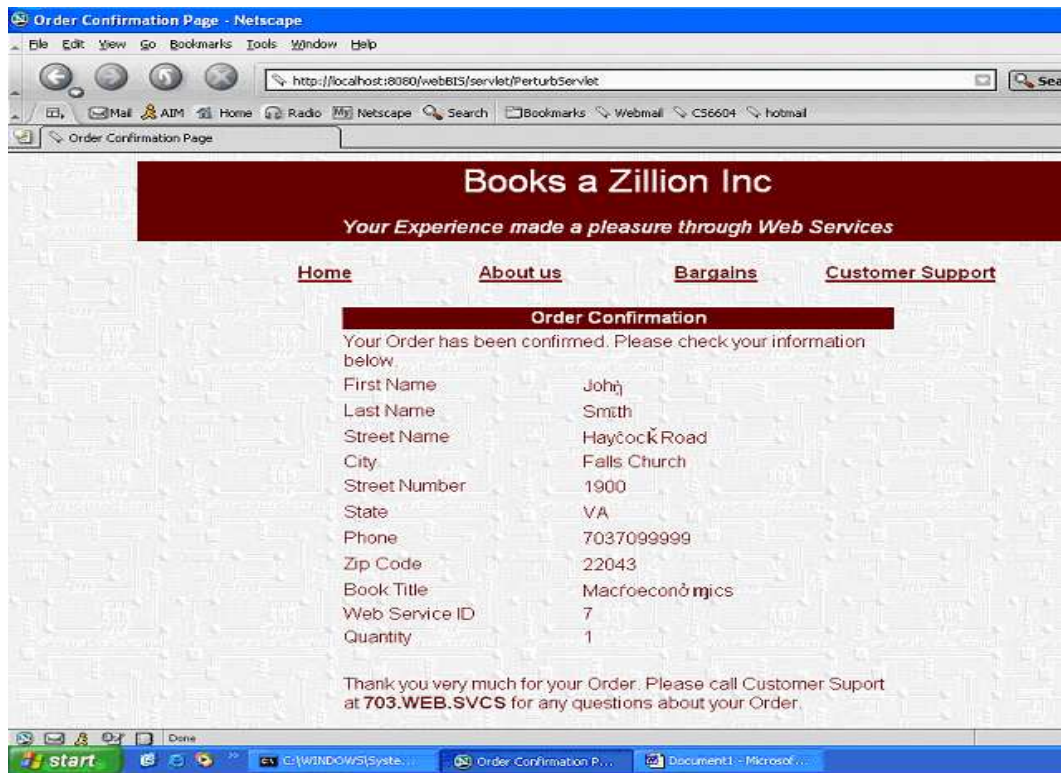 Order Confirmation Page - Netscape
File Edit View Go Bookmarks Tools Window Help
http://localhost:8080/webBIS/servlet/PerturbServlet Sea
Mail AIM Home Radio My Netscape Search Bookmarks Webmail CS6604 hotmail
Order Confirmation Page
Books a Zillion Inc
Your Experience made a pleasure through Web Services
Home About us Bargains Customer Support
Order Confirmation
Your Order has been confirmed. Please check your information
below.
First Name
Last Name Smith
Street Name Road
City Falls Church
Street Number 1900
State VA
Phone 7037099999
Zip Code 22043
Book Title
Web Service ID 7
Quantity 1
Thank you very much for your Order. Please call Customer Suport
at 703.WEB.SVCS for any questions about your Order.
Done
start C:\WINDOWS\Syste... Order Confirmation P... Document1 - Microsof...